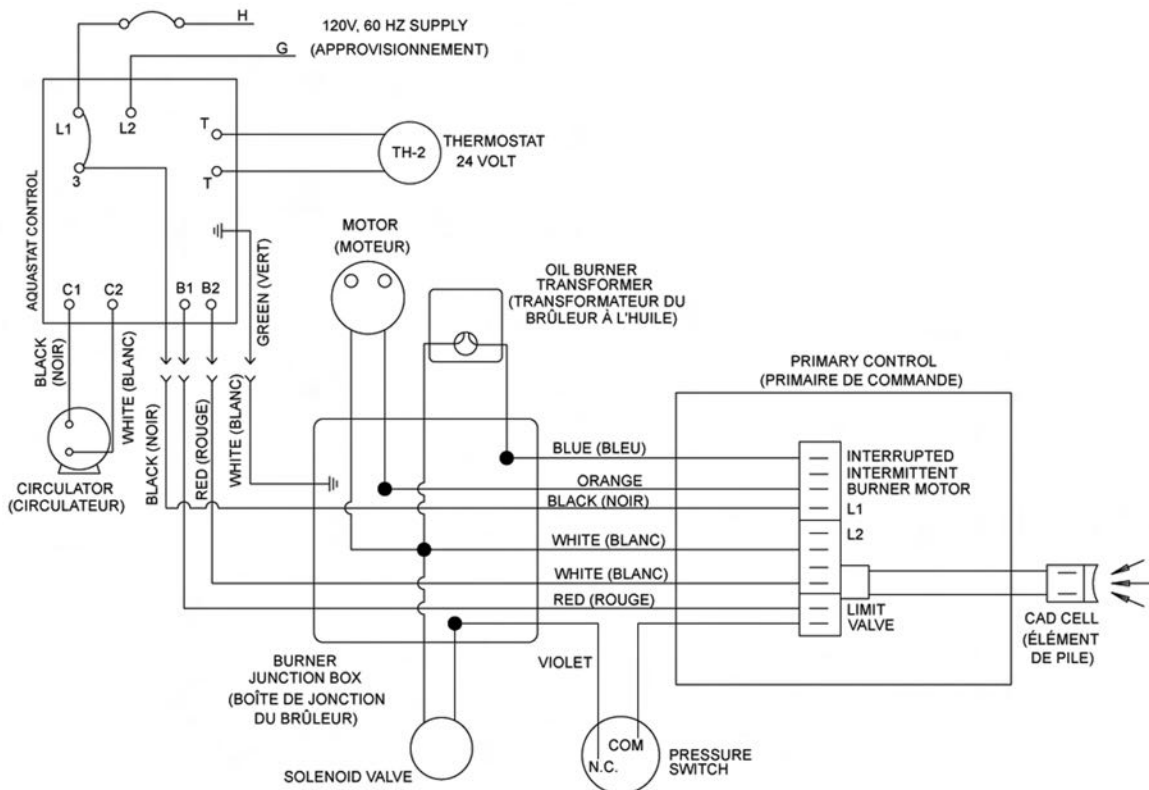 H
120V, 60 HZ SUPPLY
G
(APPROVISIONNEMENT)
L1
L2
T
3
T
TH-2
THERMOSTAT
24 VOLT
AQUASTAT CONTROL
C1
C2
B1
B2
GREEN (VERT)
MOTOR
(MOTEUR)
OIL BURNER
TRANSFORMER
(TRANSFORMATEUR DU
BRÛLEUR À L'HUILE)
BLACK
(NOIR)
WHITE (BLANC)
BLACK (NOIR)
RED (ROUGE)
WHITE (BLANC)
CIRCULATOR
(CIRCULATEUR)
PRIMARY CONTROL
(PRIMAIRE DE COMMANDE)
BLUE (BLEU)
ORANGE
BLACK (NOIR)
WHITE (BLANC)
WHITE (BLANC)
RED (ROUGE)
INTERRUPTED
INTERMITTENT
BURNER MOTOR
L1
L2
LIMIT
VALVE
CAD CELL
(ÉLÉMENT
DE PILE)
BURNER
JUNCTION BOX
(BOÎTE DE JONCTION
DU BRÛLEUR)
VIOLET
SOLENOID VALVE
COM
N.C.
PRESSURE
SWITCH